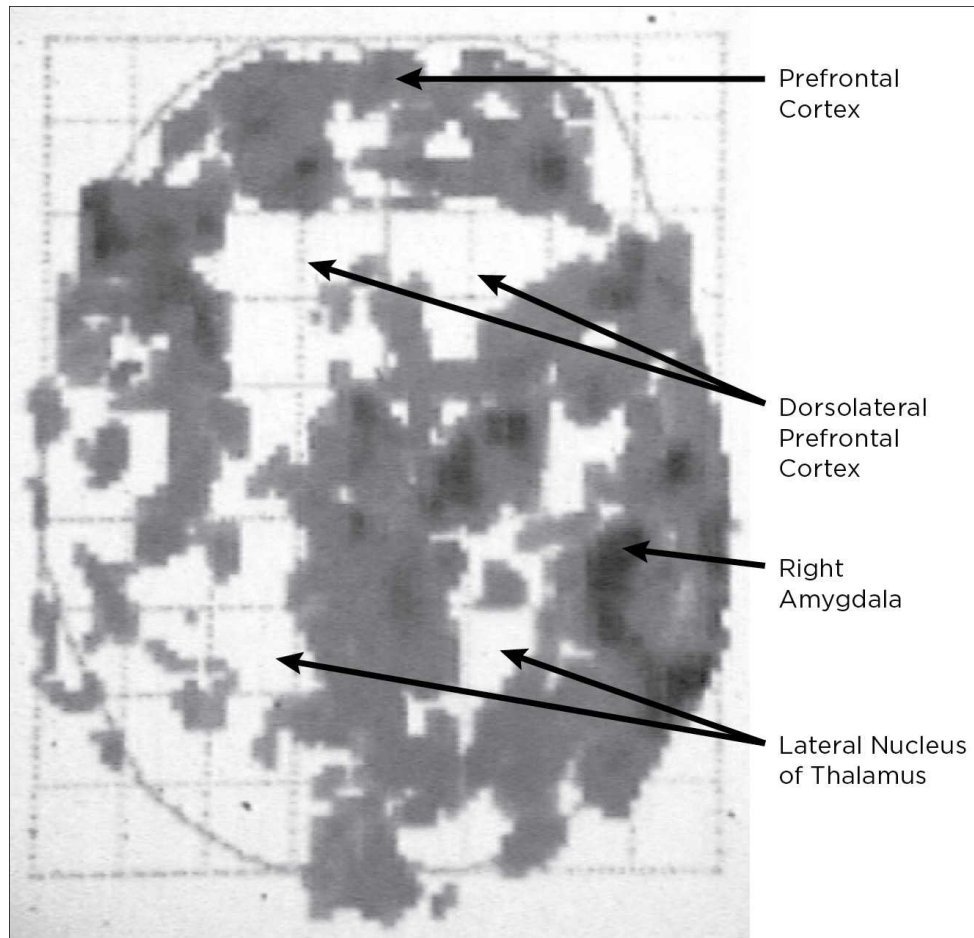 Prefrontal
Cortex
Dorsolateral
Prefrontal
Cortex
Right
Amygdala
Lateral Nucleus
of Thalamus